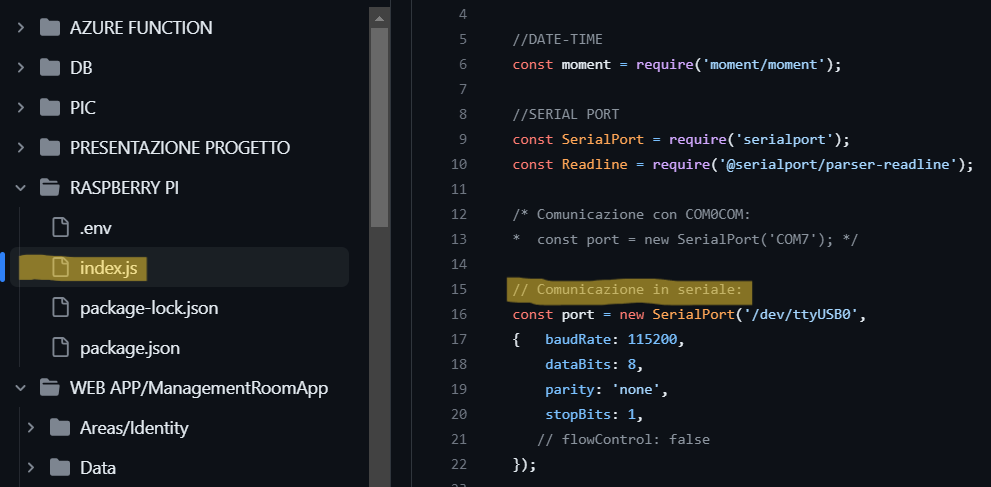 AZURE FUNCTION
DB
PIC
PRESENTAZIONE PROGETTO
RASPBERRY PI
.env
index.js
package-lock.json
package.json
WEB APP/ManagementRoomApp
Areas/Identity
Data
4
5 //DATE-TIME
6 const moment = require('moment/moment');
7
8 //SERIAL PORT
9 const SerialPort = require('serialport');
10 const Readline = require('@serialport/parser-readline');
11
12 /* Comunicazione con COM0COM:
13 *  const port = new SerialPort('COM7'); */
14
15 // Comunicazione in seriale:
16 const port = new SerialPort('/dev/ttyUSB0',
17 {   baudRate: 115200,
18     dataBits: 8,
19     parity: 'none',
20     stopBits: 1,
21    // flowControl: false
22 });